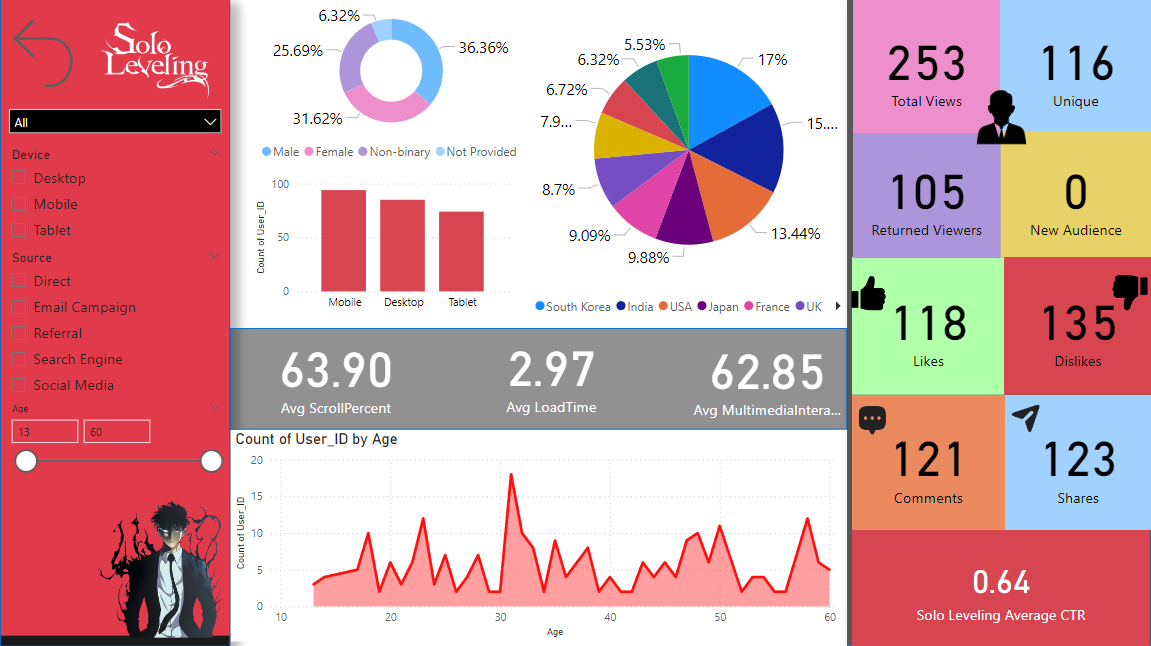 Solo
Leveling
All
Device
Desktop
Mobile
Tablet
Source
Direct
Email Campaign
Referral
Search Engine
Social Media
Age
13
60
6.32%
25.69%
36.36%
31.62%
Male Female Non-binary Not Provided
100
50
0
Count of User_ID
Mobile Desktop Tablet
5.53%
6.32%
6.72%
7.9...
8.7%
9.09%
9.88%
13.44%
15....
17%
South Korea India USA Japan France UK
63.90
Avg ScrollPercent
2.97
Avg LoadTime
62.85
Avg MultimediaIntera...
Count of User_ID by Age
20
15
10
5
0
Count of User_ID
10 20 30 40 50 60
Age
253
Total Views
116
Unique
105
Returned Viewers
0
New Audience
118
Likes
135
Dislikes
121
Comments
123
Shares
0.64
Solo Leveling Average CTR